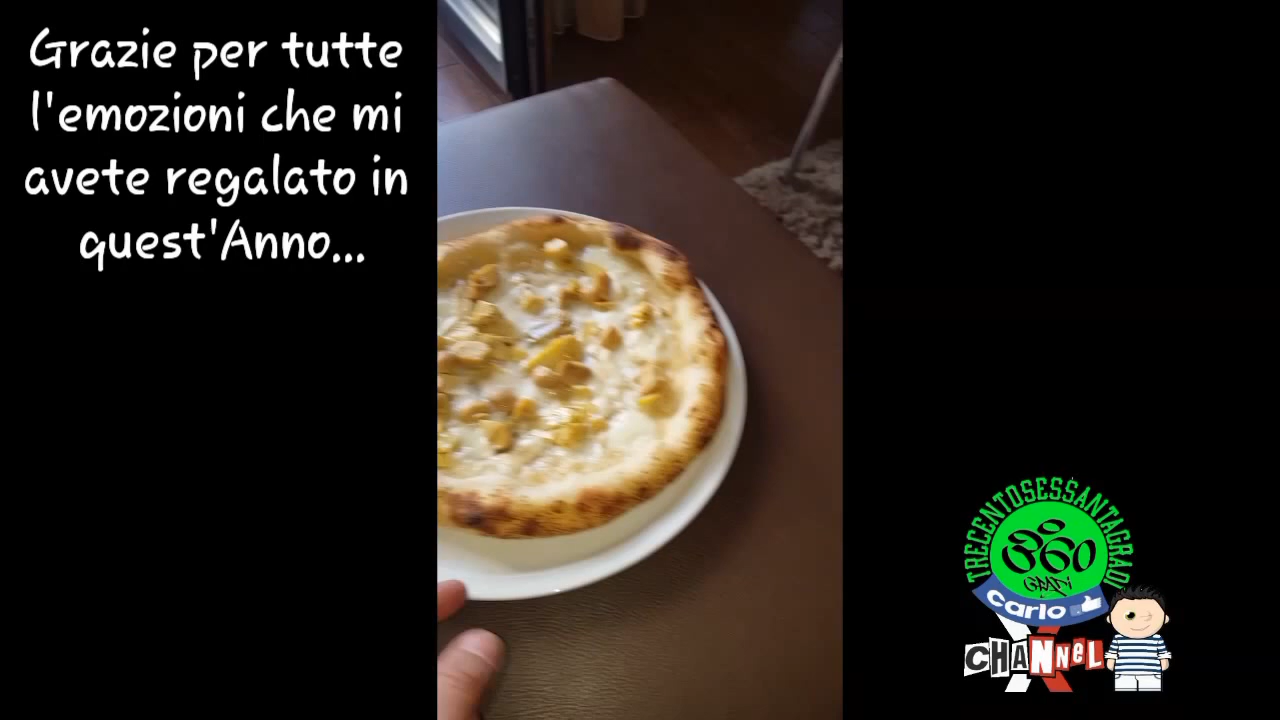 Grazie per tutte
l'emozioni che mi
avete regalato in
quest'Anno...
TRECENTOSESSANTAGRADI
360
GRADI
carlo
CHANNEL